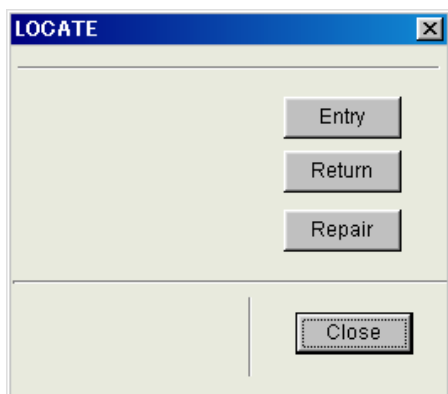 LOCATE
Entry
Return
Repair
Close